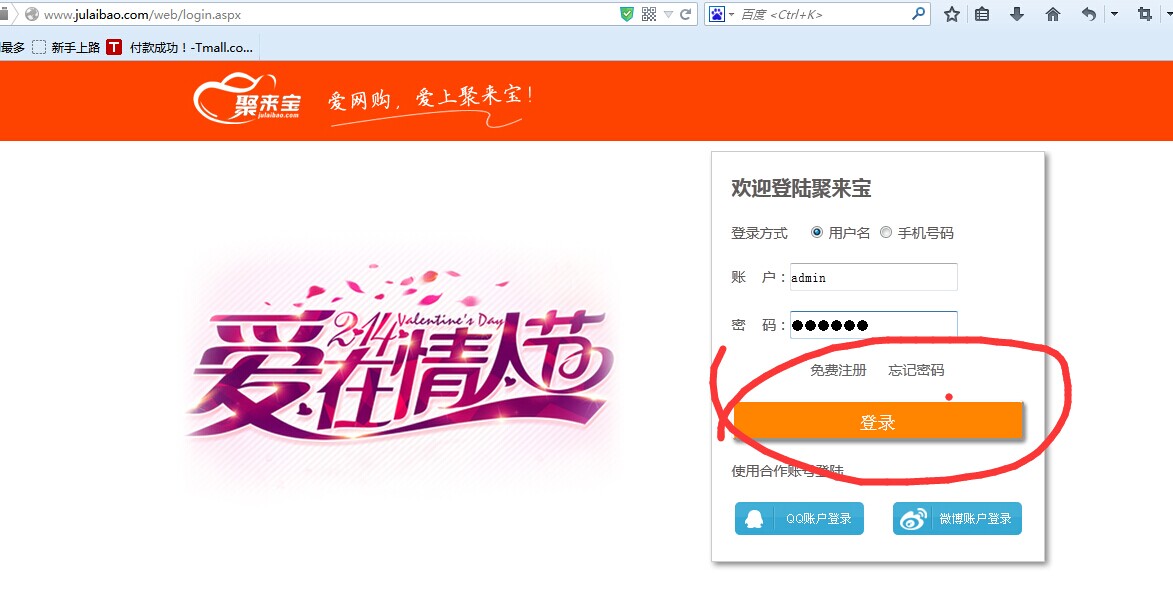 www.julaibao.com/web/login.aspx
百度 <Ctrl+K>
最多 新手上路 T 付款成功！-Tmall.co...
聚来宝
julaibao.com
爱网购，爱上聚来宝！
欢迎登陆聚来宝
登录方式 用户名 手机号码
账 户：admin
密 码：●●●●●●
免费注册 忘记密码
登录
使用合作账号登陆
QQ账户登录 微博账户登录
2·14 Valentine's Day
爱在情人节